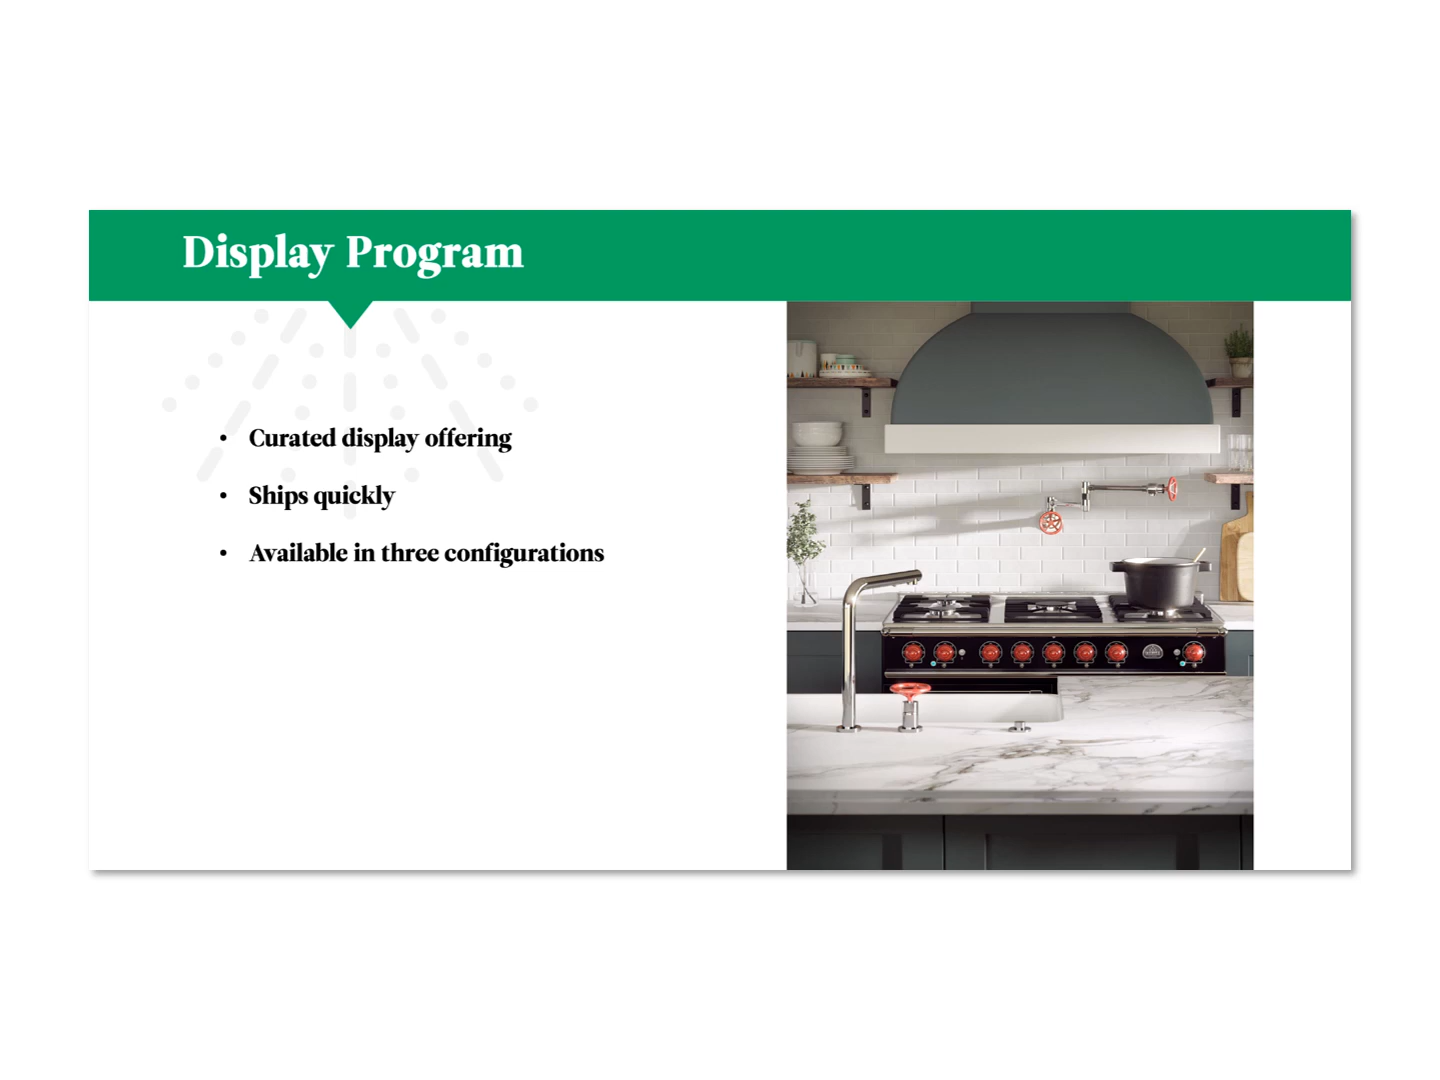 Display Program
• Curated display offering
• Ships quickly
• Available in three configurations